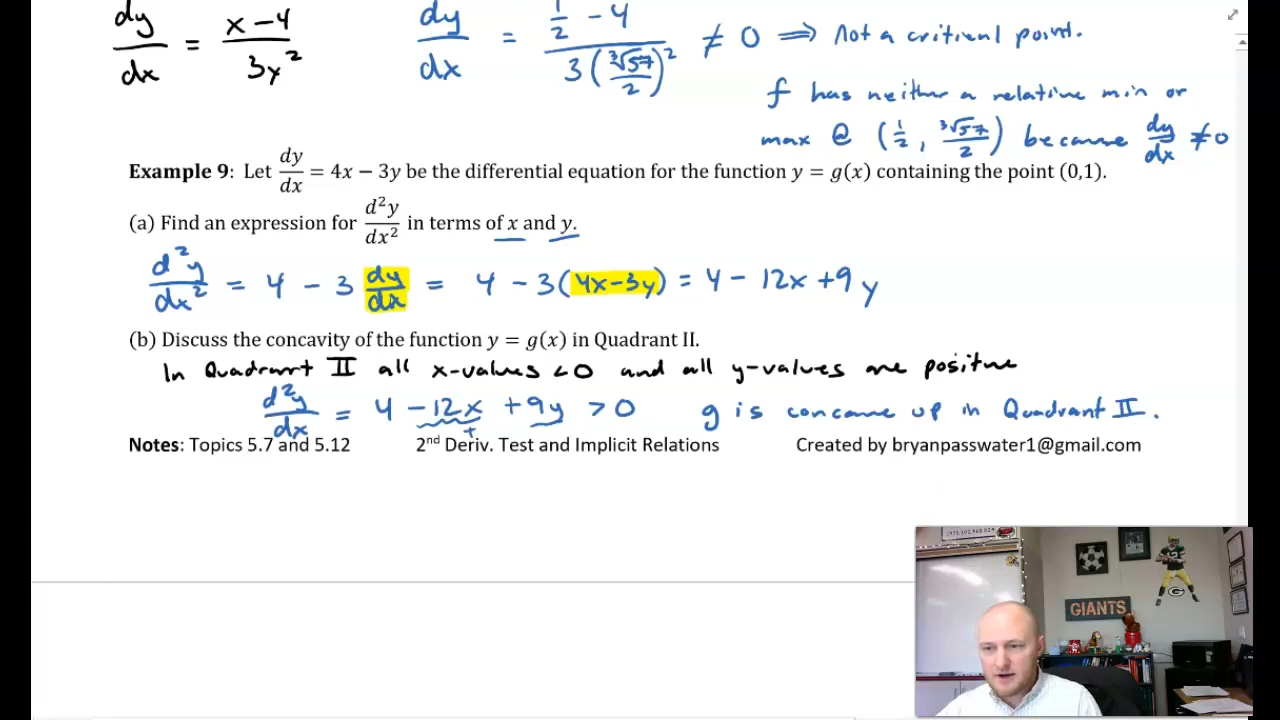 dy/dx = (x − 4)/(3y²)   dy/dx = (1/2 − 4)/(3(∛57/2)²) ≠ 0 ⟹ Not a critical point.
f has neither a relative min or
max @ (1/2, ∛57/2) because dy/dx ≠ 0
Example 9: Let dy/dx = 4x − 3y be the differential equation for the function y = g(x) containing the point (0,1).
(a) Find an expression for d²y/dx² in terms of x and y.
d²y/dx² = 4 − 3 dy/dx = 4 − 3(4x−3y) = 4 − 12x + 9y
(b) Discuss the concavity of the function y = g(x) in Quadrant II.
In Quadrant II all x-values < 0 and all y-values are positive
d²y/dx = 4 − 12x + 9y > 0   g is concave up in Quadrant II.
+
Notes: Topics 5.7 and 5.12   2nd Deriv. Test and Implicit Relations   Created by bryanpasswater1@gmail.com
GIANTS
G